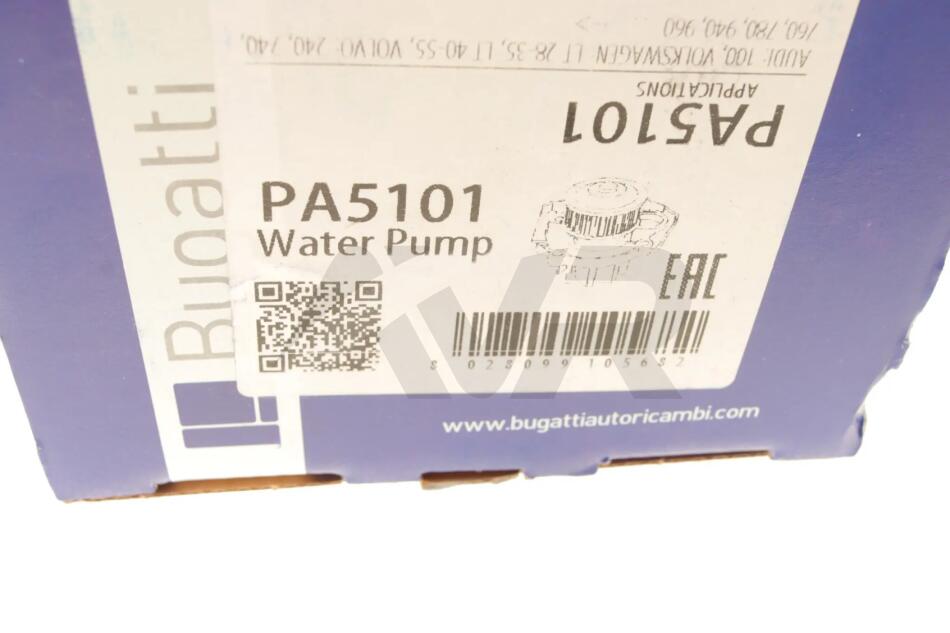 PA5101
APPLICATIONS
AUDI: 100, VOLKSWAGEN: LT 28-35, LT 40-55, VOLVO: 240, 740,
760, 780, 940, 960
Bugatti
PA5101
Water Pump
EAC
8 028099 105682
www.bugattiautoricambi.com
IVR